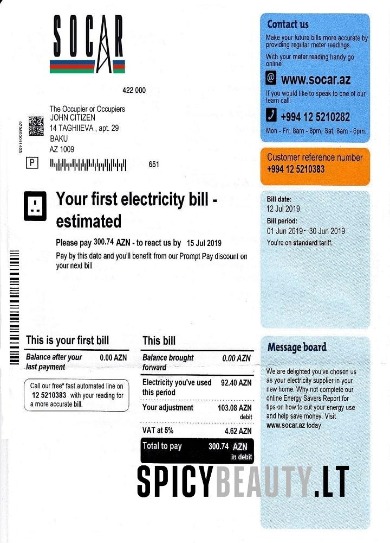 SOCAR
422 000
The Occupier or Occupiers
JOHN CITIZEN
14 TAGHIIEVA , apt. 29
BAKU
AZ 1009
P
651
Your first electricity bill -
estimated
Please pay 300.74 AZN - to react us by 15 Jul 2019
Pay by this date and you'll benefit from our Prompt Pay discount on
your next bill
Contact us
Make your future bills more accurate by
providing regular meter readings.
With your meter reading handy go
online
@ www.socar.az
If you would like to speak to one of our
team call
+994 12 5210282
Mon - Fri, 8am - 8pm, Sat, 8am - 6pm.
Customer reference number
+994 12 5210383
Bill date:
12 Jul 2019
Bill period:
01 Jun 2019 - 30 Jun 2019
You're on standard tariff.
This is your first bill
Balance after your 0.00 AZN
last payment
Call our free* fast automated line on
12 5210383 with your reading for
a more accurate bill.
This bill
Balance brought 0.00 AZN
forward
Electricity you've used 92.40 AZN
this period
Your adjustment 103.08 AZN
debit
VAT at 5% 4.62 AZN
Total to pay 300.74 AZN
in debit
Message board
We are delighted you've chosen us
as your electricity supplier in your
new home. Why not complete our
online Energy Savers Report for
tips on how to cut your energy use
and help save money. Visit
www.socar.az today
SPICYBEAUTY.LT